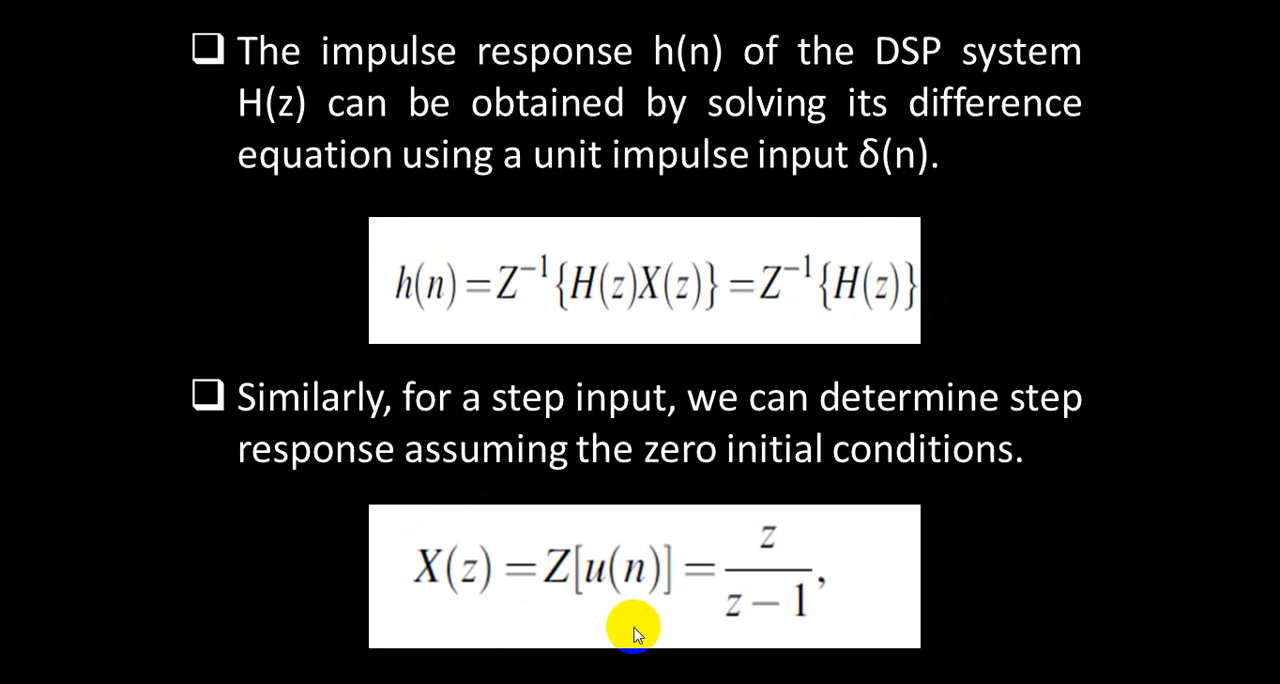 ❑ The impulse response h(n) of the DSP system
H(z) can be obtained by solving its difference
equation using a unit impulse input δ(n).
h(n) = Z⁻¹{H(z)X(z)} = Z⁻¹{H(z)}
❑ Similarly, for a step input, we can determine step
response assuming the zero initial conditions.
X(z) = Z[u(n)] = z / z − 1,